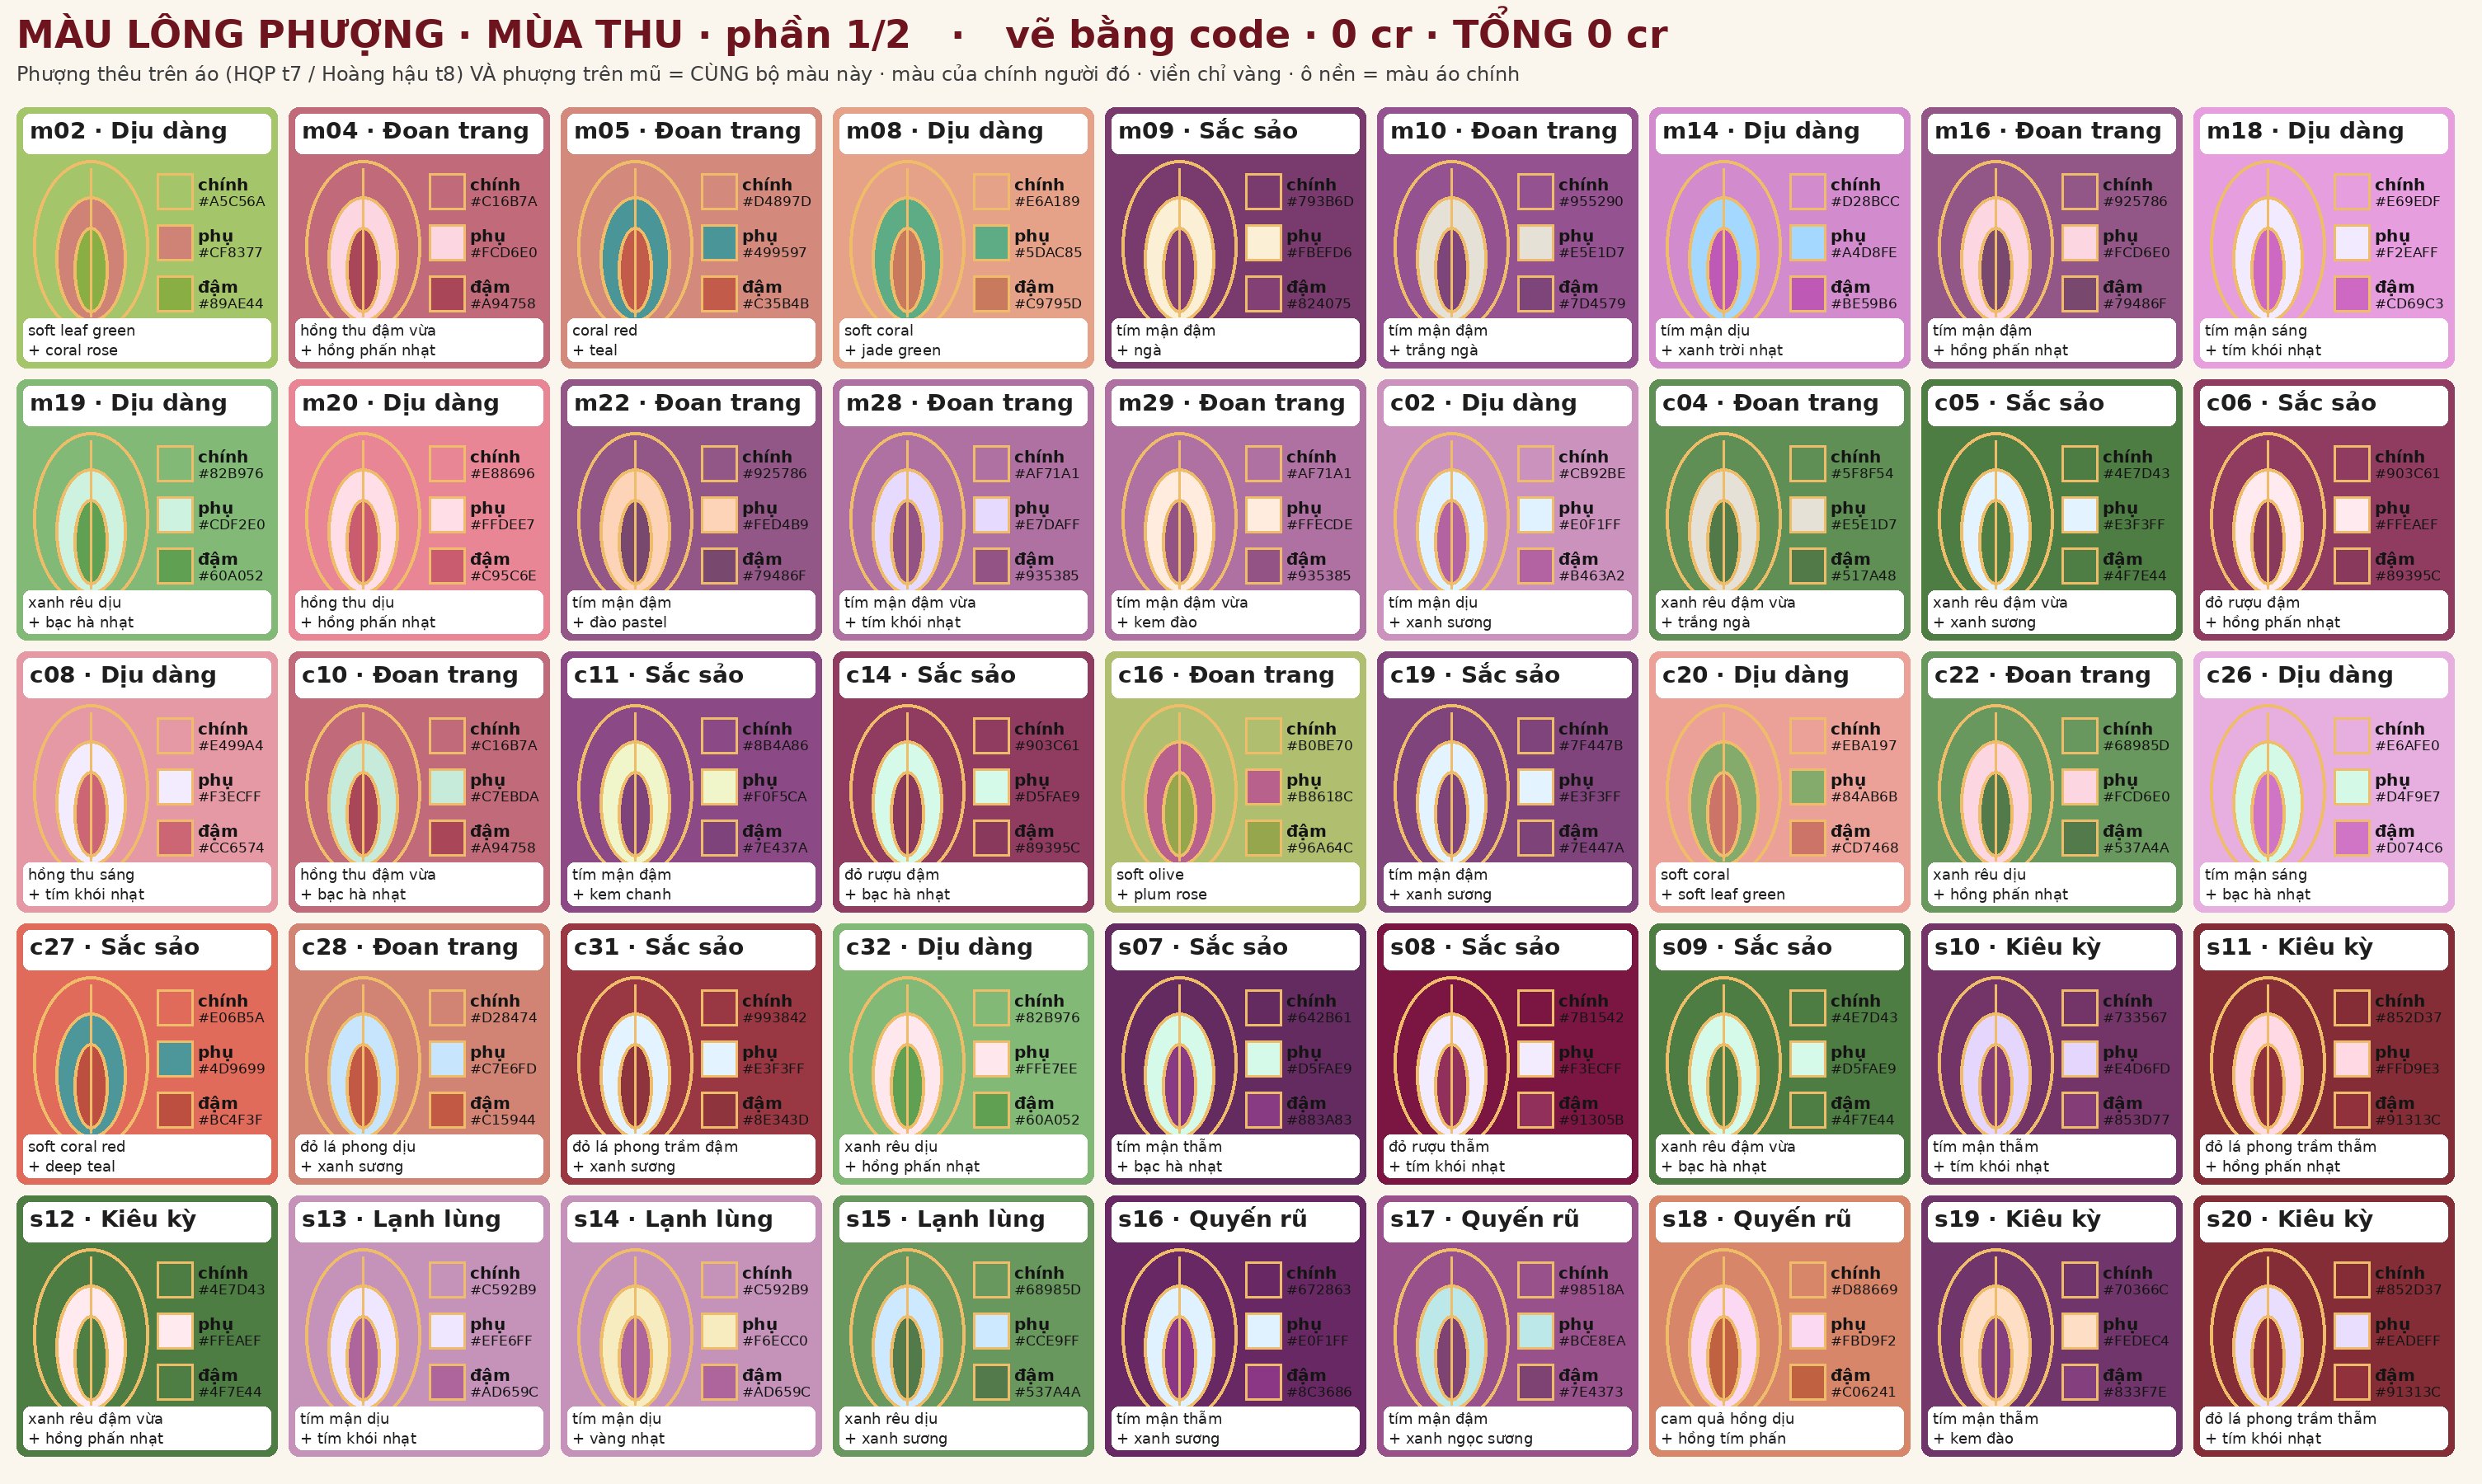 MÀU LÔNG PHƯỢNG · MÙA THU · phần 1/2 · vẽ bằng code · 0 cr · TỔNG 0 cr
Phượng thêu trên áo (HQP t7 / Hoàng hậu t8) VÀ phượng trên mũ = CÙNG bộ màu này · màu của chính người đó · viền chỉ vàng · ô nền = màu áo chính
m02 · Dịu dàng
chính
#A5C56A
phụ
#CF8377
đậm
#89AE44
soft leaf green
+ coral rose
m04 · Đoan trang
chính
#C16B7A
phụ
#FCD6E0
đậm
#A94758
hồng thu đậm vừa
+ hồng phấn nhạt
m05 · Đoan trang
chính
#D4897D
phụ
#499597
đậm
#C35B4B
coral red
+ teal
m08 · Dịu dàng
chính
#E6A189
phụ
#5DAC85
đậm
#C9795D
soft coral
+ jade green
m09 · Sắc sảo
chính
#793B6D
phụ
#FBEFD6
đậm
#824075
tím mận đậm
+ ngà
m10 · Đoan trang
chính
#955290
phụ
#E5E1D7
đậm
#7D4579
tím mận đậm
+ trắng ngà
m14 · Dịu dàng
chính
#D28BCC
phụ
#A4D8FE
đậm
#BE59B6
tím mận dịu
+ xanh trời nhạt
m16 · Đoan trang
chính
#925786
phụ
#FCD6E0
đậm
#79486F
tím mận đậm
+ hồng phấn nhạt
m18 · Dịu dàng
chính
#E69EDF
phụ
#F2EAFF
đậm
#CD69C3
tím mận sáng
+ tím khói nhạt
m19 · Dịu dàng
chính
#82B976
phụ
#CDF2E0
đậm
#60A052
xanh rêu dịu
+ bạc hà nhạt
m20 · Dịu dàng
chính
#E88696
phụ
#FFDEE7
đậm
#C95C6E
hồng thu dịu
+ hồng phấn nhạt
m22 · Đoan trang
chính
#925786
phụ
#FED4B9
đậm
#79486F
tím mận đậm
+ đào pastel
m28 · Đoan trang
chính
#AF71A1
phụ
#E7DAFF
đậm
#935385
tím mận đậm vừa
+ tím khói nhạt
m29 · Đoan trang
chính
#AF71A1
phụ
#FFECDE
đậm
#935385
tím mận đậm vừa
+ kem đào
c02 · Dịu dàng
chính
#CB92BE
phụ
#E0F1FF
đậm
#B463A2
tím mận dịu
+ xanh sương
c04 · Đoan trang
chính
#5F8F54
phụ
#E5E1D7
đậm
#517A48
xanh rêu đậm vừa
+ trắng ngà
c05 · Sắc sảo
chính
#4E7D43
phụ
#E3F3FF
đậm
#4F7E44
xanh rêu đậm vừa
+ xanh sương
c06 · Sắc sảo
chính
#903C61
phụ
#FFEAEF
đậm
#89395C
đỏ rượu đậm
+ hồng phấn nhạt
c08 · Dịu dàng
chính
#E499A4
phụ
#F3ECFF
đậm
#CC6574
hồng thu sáng
+ tím khói nhạt
c10 · Đoan trang
chính
#C16B7A
phụ
#C7EBDA
đậm
#A94758
hồng thu đậm vừa
+ bạc hà nhạt
c11 · Sắc sảo
chính
#8B4A86
phụ
#F0F5CA
đậm
#7E437A
tím mận đậm
+ kem chanh
c14 · Sắc sảo
chính
#903C61
phụ
#D5FAE9
đậm
#89395C
đỏ rượu đậm
+ bạc hà nhạt
c16 · Đoan trang
chính
#B0BE70
phụ
#B8618C
đậm
#96A64C
soft olive
+ plum rose
c19 · Sắc sảo
chính
#7F447B
phụ
#E3F3FF
đậm
#7E447A
tím mận đậm
+ xanh sương
c20 · Dịu dàng
chính
#EBA197
phụ
#84AB6B
đậm
#CD7468
soft coral
+ soft leaf green
c22 · Đoan trang
chính
#68985D
phụ
#FCD6E0
đậm
#537A4A
xanh rêu dịu
+ hồng phấn nhạt
c26 · Dịu dàng
chính
#E6AFE0
phụ
#D4F9E7
đậm
#D074C6
tím mận sáng
+ bạc hà nhạt
c27 · Sắc sảo
chính
#E06B5A
phụ
#4D9699
đậm
#BC4F3F
soft coral red
+ deep teal
c28 · Đoan trang
chính
#D28474
phụ
#C7E6FD
đậm
#C15944
đỏ lá phong dịu
+ xanh sương
c31 · Sắc sảo
chính
#993842
phụ
#E3F3FF
đậm
#8E343D
đỏ lá phong trầm đậm
+ xanh sương
c32 · Dịu dàng
chính
#82B976
phụ
#FFE7EE
đậm
#60A052
xanh rêu dịu
+ hồng phấn nhạt
s07 · Sắc sảo
chính
#642B61
phụ
#D5FAE9
đậm
#883A83
tím mận thẫm
+ bạc hà nhạt
s08 · Sắc sảo
chính
#7B1542
phụ
#F3ECFF
đậm
#91305B
đỏ rượu thẫm
+ tím khói nhạt
s09 · Sắc sảo
chính
#4E7D43
phụ
#D5FAE9
đậm
#4F7E44
xanh rêu đậm vừa
+ bạc hà nhạt
s10 · Kiêu kỳ
chính
#733567
phụ
#E4D6FD
đậm
#853D77
tím mận thẫm
+ tím khói nhạt
s11 · Kiêu kỳ
chính
#852D37
phụ
#FFD9E3
đậm
#91313C
đỏ lá phong trầm thẫm
+ hồng phấn nhạt
s12 · Kiêu kỳ
chính
#4E7D43
phụ
#FFEAEF
đậm
#4F7E44
xanh rêu đậm vừa
+ hồng phấn nhạt
s13 · Lạnh lùng
chính
#C592B9
phụ
#EFE6FF
đậm
#AD659C
tím mận dịu
+ tím khói nhạt
s14 · Lạnh lùng
chính
#C592B9
phụ
#F6ECC0
đậm
#AD659C
tím mận dịu
+ vàng nhạt
s15 · Lạnh lùng
chính
#68985D
phụ
#CCE9FF
đậm
#537A4A
xanh rêu dịu
+ xanh sương
s16 · Quyến rũ
chính
#672863
phụ
#E0F1FF
đậm
#8C3686
tím mận thẫm
+ xanh sương
s17 · Quyến rũ
chính
#98518A
phụ
#BCE8EA
đậm
#7E4373
tím mận đậm
+ xanh ngọc sương
s18 · Quyến rũ
chính
#D88669
phụ
#FBD9F2
đậm
#C06241
cam quả hồng dịu
+ hồng tím phấn
s19 · Kiêu kỳ
chính
#70366C
phụ
#FEDEC4
đậm
#833F7E
tím mận thẫm
+ kem đào
s20 · Kiêu kỳ
chính
#852D37
phụ
#EADEFF
đậm
#91313C
đỏ lá phong trầm thẫm
+ tím khói nhạt